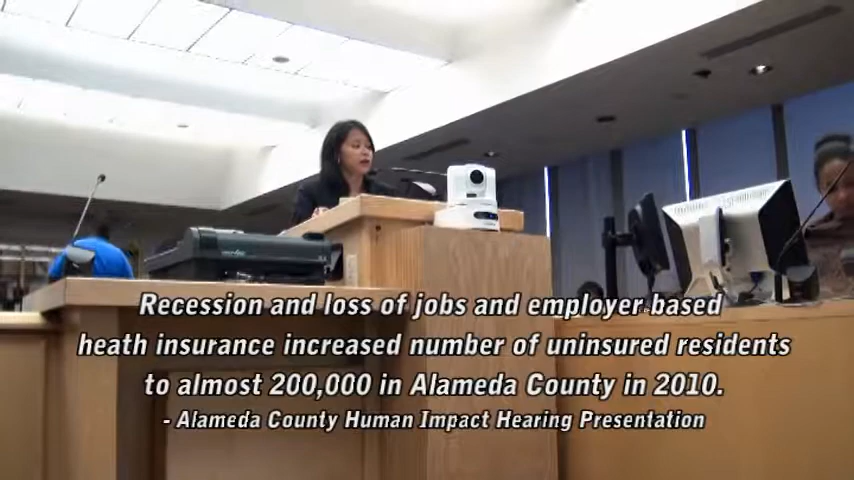 Recession and loss of jobs and employer based
heath insurance increased number of uninsured residents
to almost 200,000 in Alameda County in 2010.
- Alameda County Human Impact Hearing Presentation